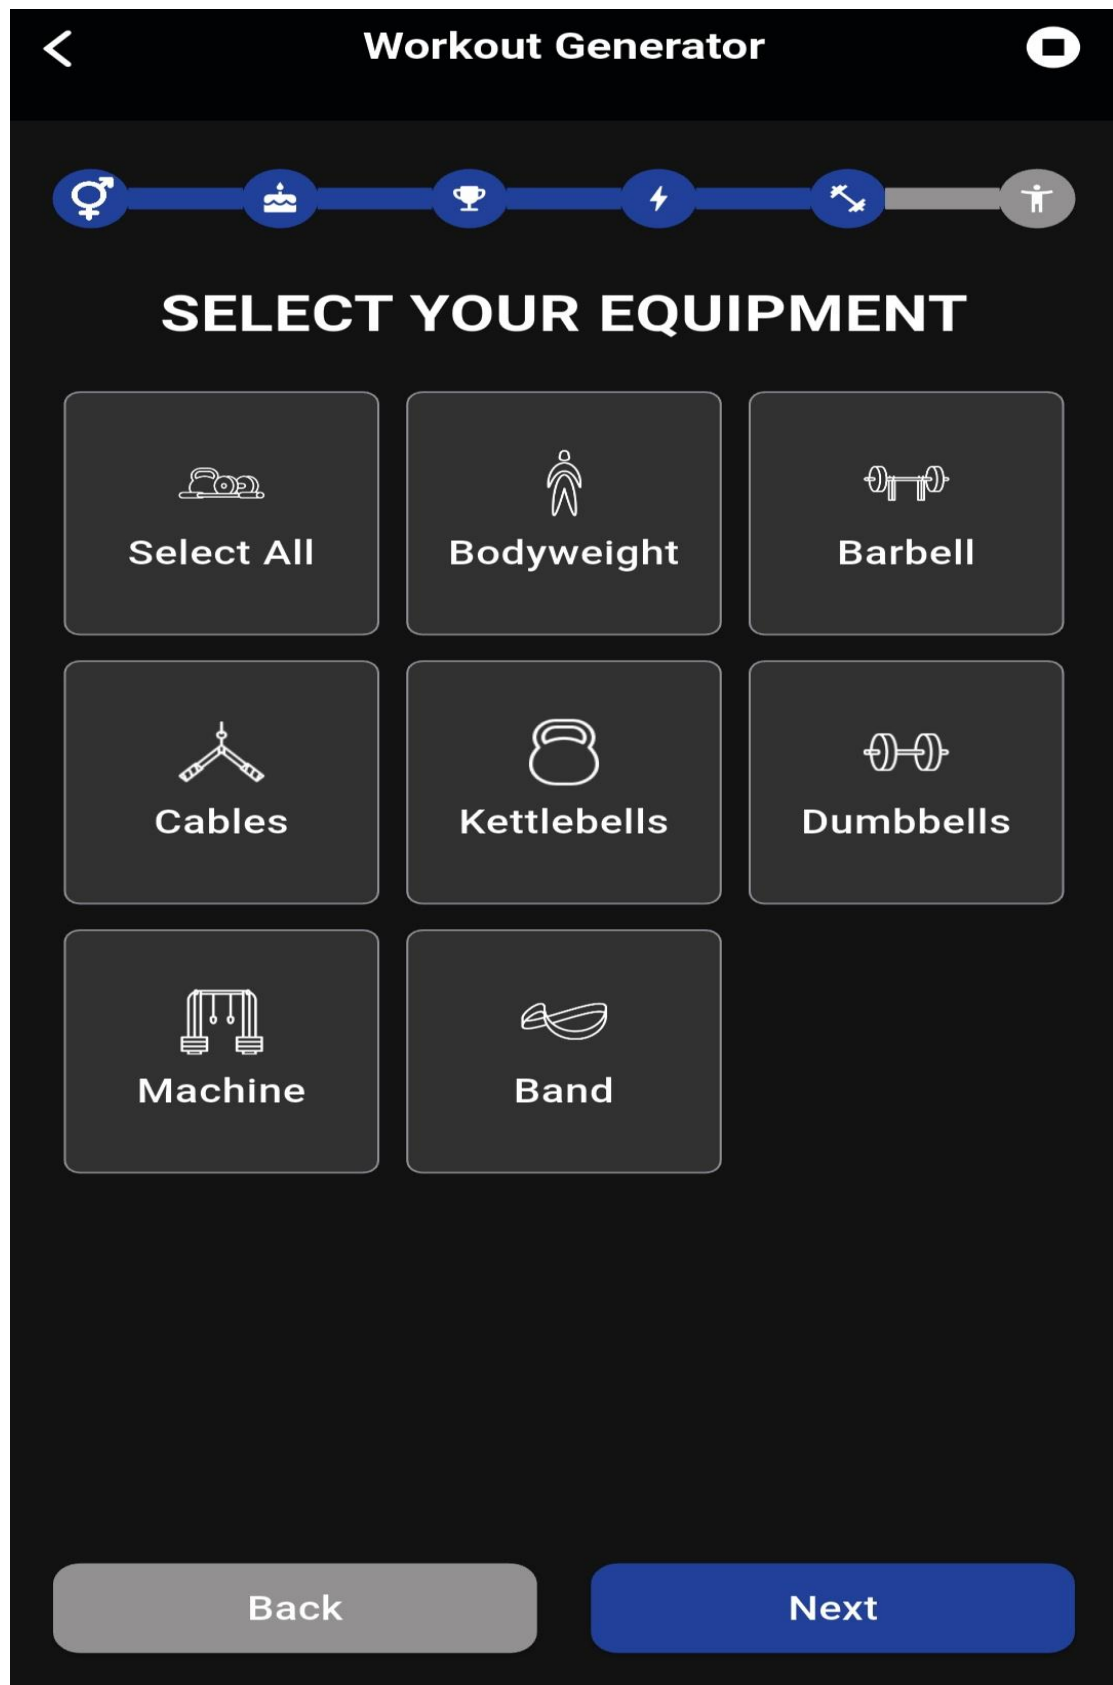 Workout Generator
SELECT YOUR EQUIPMENT
Select All
Bodyweight
Barbell
Cables
Kettlebells
Dumbbells
Machine
Band
Back
Next